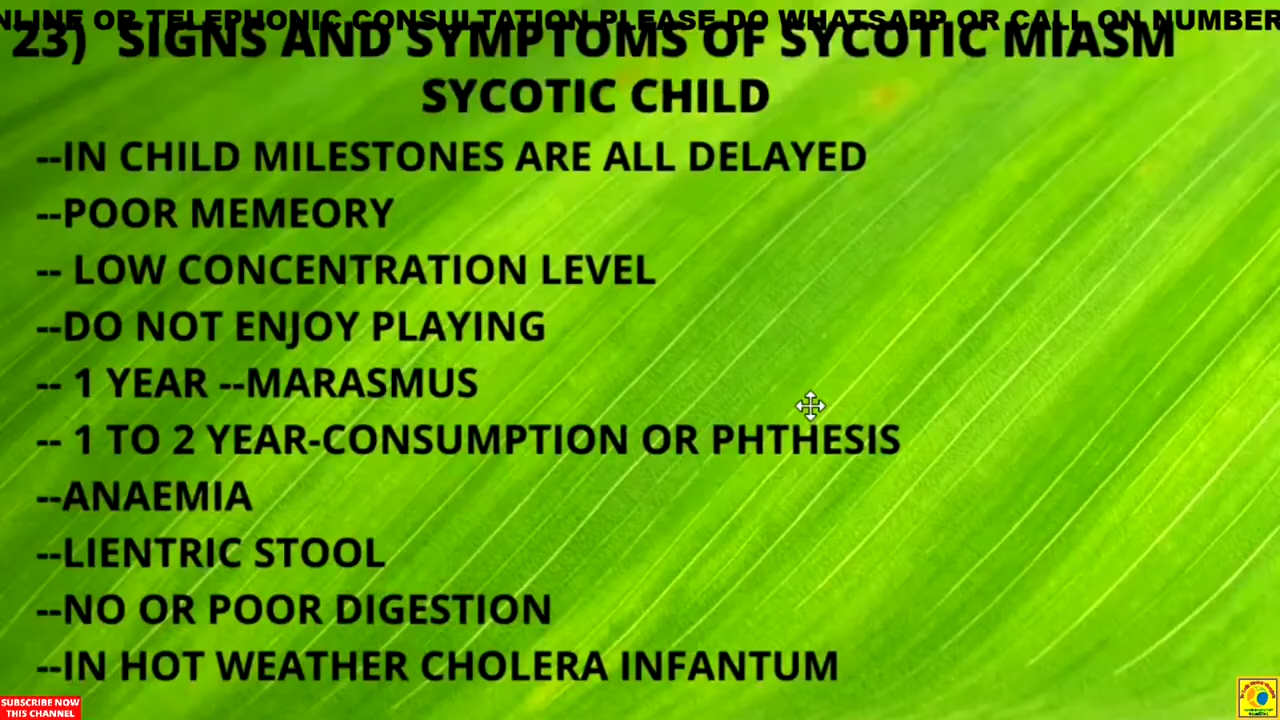 NLINE OR TELEPHONIC CONSULTATION PLEASE DO WHATSAPP OR CALL ON NUMBER
23) SIGNS AND SYMPTOMS OF SYCOTIC MIASM
SYCOTIC CHILD
--IN CHILD MILESTONES ARE ALL DELAYED
--POOR MEMEORY
-- LOW CONCENTRATION LEVEL
--DO NOT ENJOY PLAYING
-- 1 YEAR --MARASMUS
-- 1 TO 2 YEAR-CONSUMPTION OR PHTHESIS
--ANAEMIA
--LIENTRIC STOOL
--NO OR POOR DIGESTION
--IN HOT WEATHER CHOLERA INFANTUM
SUBSCRIBE NOW
THIS CHANNEL